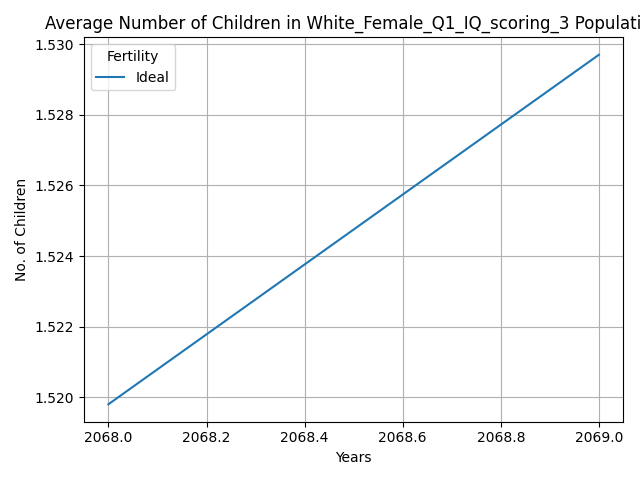 Average Number of Children in White_Female_Q1_IQ_scoring_3 Populati
Fertility
Ideal
1.530
1.528
1.526
1.524
1.522
1.520
No. of Children
2068.0 2068.2 2068.4 2068.6 2068.8 2069.0
Years